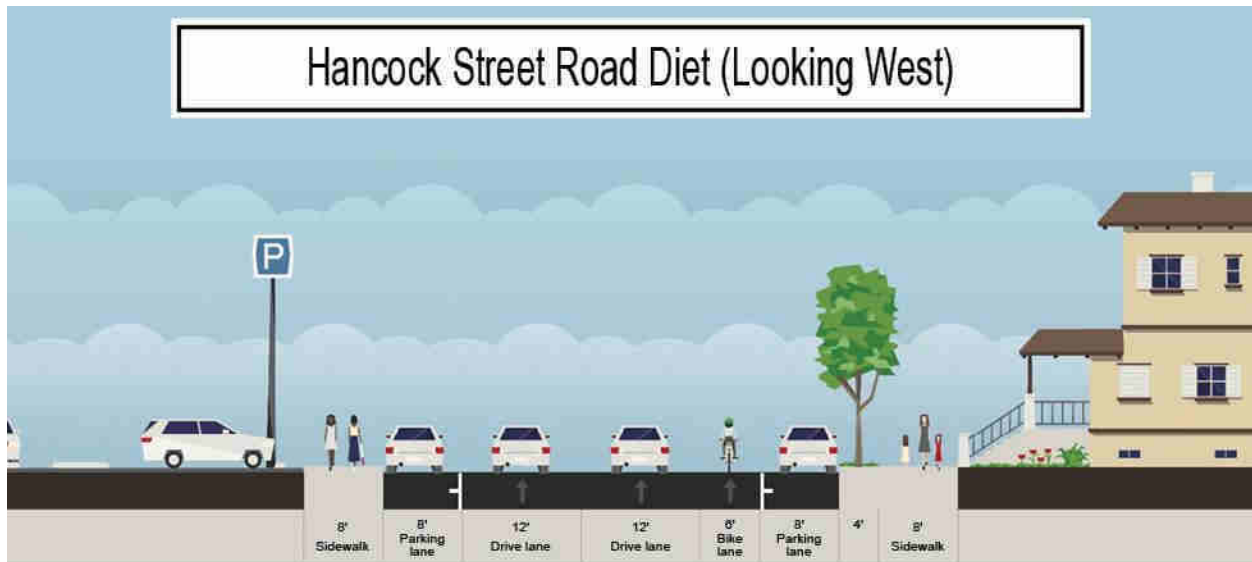 Hancock Street Road Diet (Looking West)
P
8' 8' 12' 12' 6' 8' 4' 8'
Sidewalk Parking lane Drive lane Drive lane Bike lane Parking lane Sidewalk